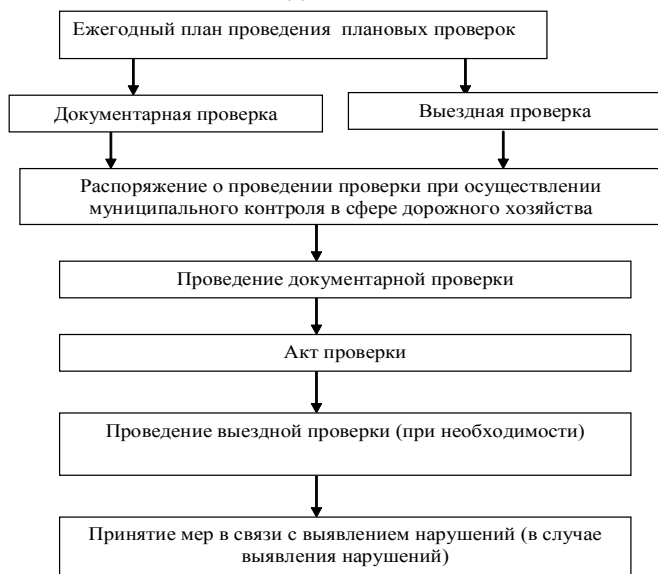 Ежегодный план проведения плановых проверок
Документарная проверка
Выездная проверка
Распоряжение о проведении проверки при осуществлении
муниципального контроля в сфере дорожного хозяйства
Проведение документарной проверки
Акт проверки
Проведение выездной проверки (при необходимости)
Принятие мер в связи с выявлением нарушений (в случае
выявления нарушений)